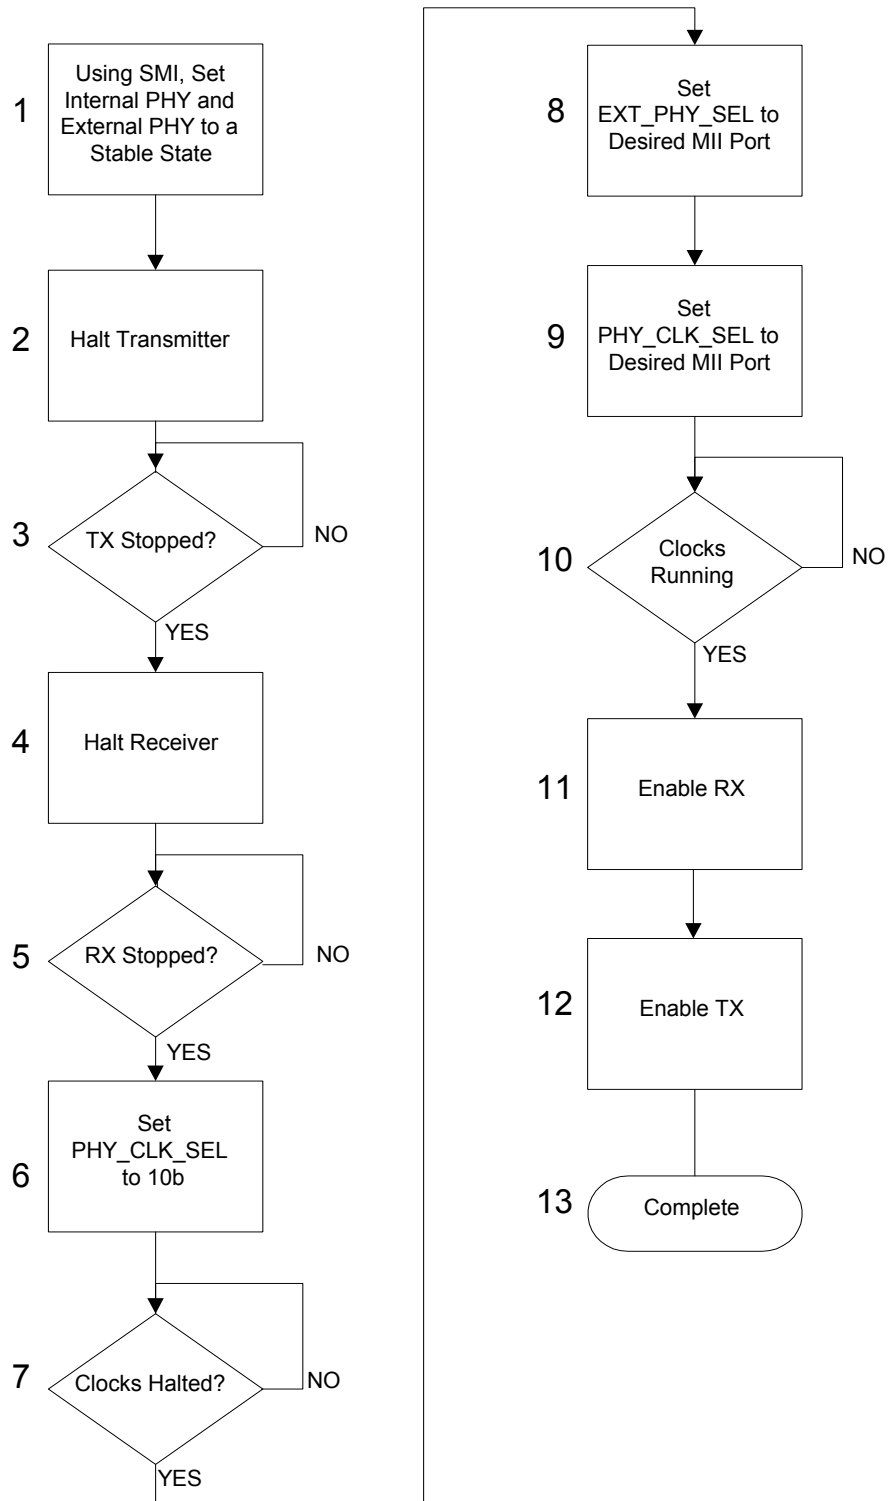 1
Using SMI, Set
Internal PHY and
External PHY to a
Stable State
2
Halt Transmitter
3
TX Stopped?
NO
YES
4
Halt Receiver
5
RX Stopped?
NO
YES
6
Set
PHY_CLK_SEL
to 10b
7
Clocks Halted?
NO
YES
8
Set
EXT_PHY_SEL to
Desired MII Port
9
Set
PHY_CLK_SEL to
Desired MII Port
10
Clocks
Running
NO
YES
11
Enable RX
12
Enable TX
13
Complete